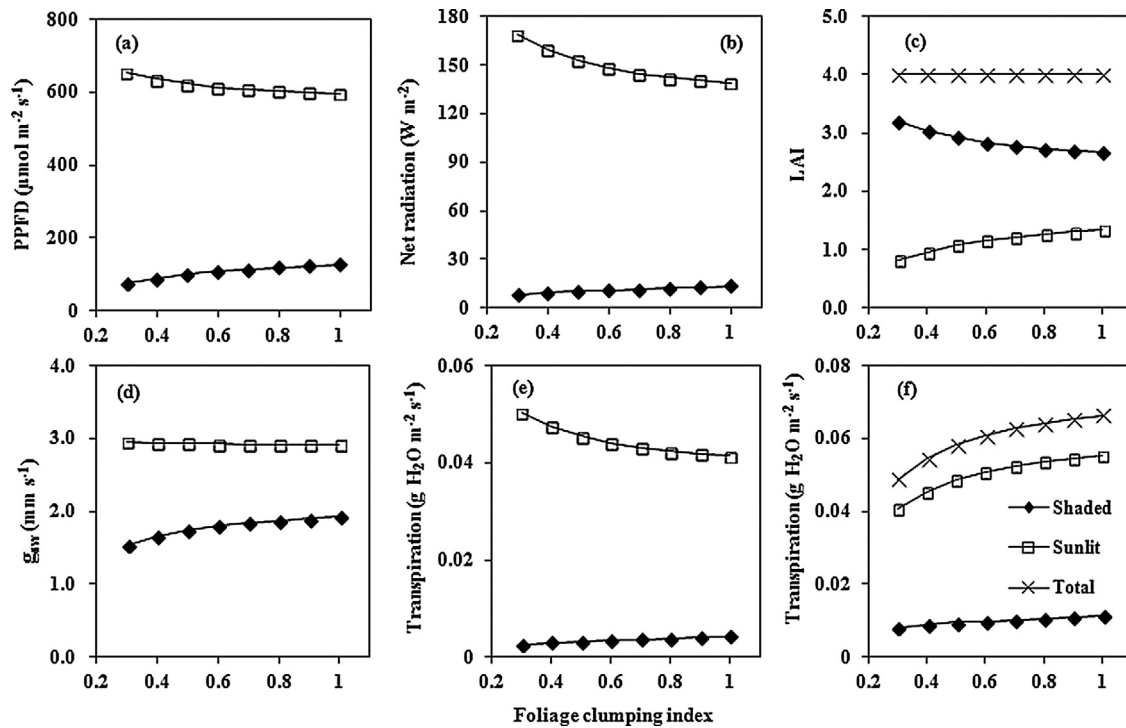 (a)
PPFD (µmol m-2 s-1)
800
600
400
200
0
0.2 0.4 0.6 0.8 1
(b)
Net radiation (W m-2)
180
150
120
90
60
30
0
0.2 0.4 0.6 0.8 1
(c)
LAI
5.0
4.0
3.0
2.0
1.0
0.0
0.2 0.4 0.6 0.8 1
(d)
gsw (mm s-1)
4.0
3.0
2.0
1.0
0.0
0.2 0.4 0.6 0.8 1
(e)
Transpiration (g H2O m-2 s-1)
0.06
0.04
0.02
0
0.2 0.4 0.6 0.8 1
(f)
Transpiration (g H2O m-2 s-1)
0.08
0.06
0.04
0.02
0
0.2 0.4 0.6 0.8 1
Shaded
Sunlit
Total
Foliage clumping index